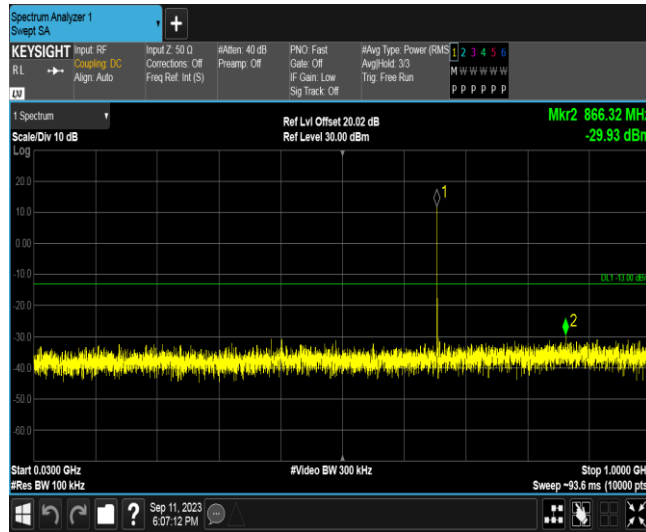 Spectrum Analyzer 1
Swept SA
+
KEYSIGHT
RL
LXI
Input: RF
Coupling: DC
Align: Auto
Input Z: 50 Ω
Corrections: Off
Freq Ref: Int (S)
#Atten: 40 dB
Preamp: Off
PNO: Fast
Gate: Off
IF Gain: Low
Sig Track: Off
#Avg Type: Power (RMS
Avg|Hold: 3/3
Trig: Free Run
1 2 3 4 5 6
M W W W W W
P P P P P P
1 Spectrum
Scale/Div 10 dB
Log
Ref Lvl Offset 20.02 dB
Ref Level 30.00 dBm
Mkr2 866.32 MHz
-29.93 dBm
20.0
10.0
0.00
-10.0
-20.0
-30.0
-40.0
-50.0
-60.0
1
DL1 -13.00 dBm
2
Start 0.0300 GHz
#Res BW 100 kHz
#Video BW 300 kHz
Stop 1.0000 GHz
Sweep ~93.6 ms (10000 pts)
?
Sep 11, 2023
6:07:12 PM